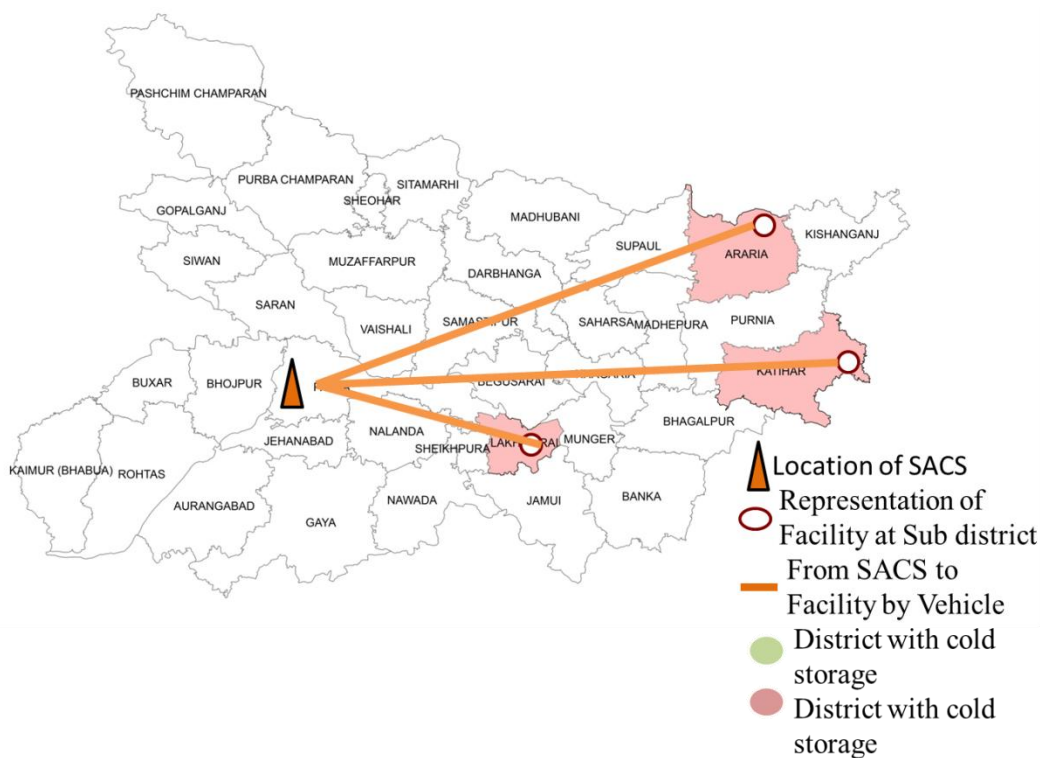 PASHCHIM CHAMPARAN
PURBA CHAMPARAN
SITAMARHI
SHEOHAR
GOPALGANJ
MADHUBANI
KISHANGANJ
SUPAUL
ARARIA
SIWAN
MUZAFFARPUR
DARBHANGA
SARAN
VAISHALI
SAMASTIPUR
SAHARSA
MADHEPURA
PURNIA
BUXAR
BHOJPUR
BEGUSARAI
KATIHAR
BHAGALPUR
JEHANABAD
NALANDA
SHEIKHPURA
MUNGER
KAIMUR (BHABUA)
ROHTAS
AURANGABAD
GAYA
NAWADA
JAMUI
BANKA
Location of SACS
Representation of
Facility at Sub district
From SACS to
Facility by Vehicle
District with cold
storage
District with cold
storage